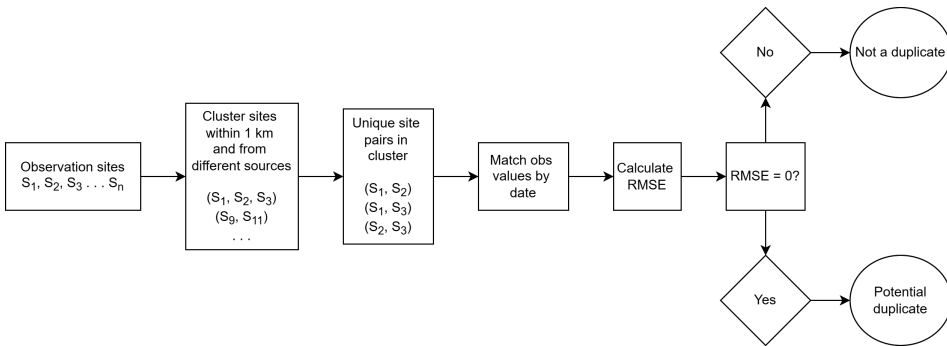 Observation sites
S1, S2, S3 . . . Sn
Cluster sites
within 1 km
and from
different sources
(S1, S2, S3)
(S9, S11)
. . .
Unique site
pairs in
cluster
(S1, S2)
(S1, S3)
(S2, S3)
Match obs
values by
date
Calculate
RMSE
RMSE = 0?
No
Not a duplicate
Yes
Potential
duplicate